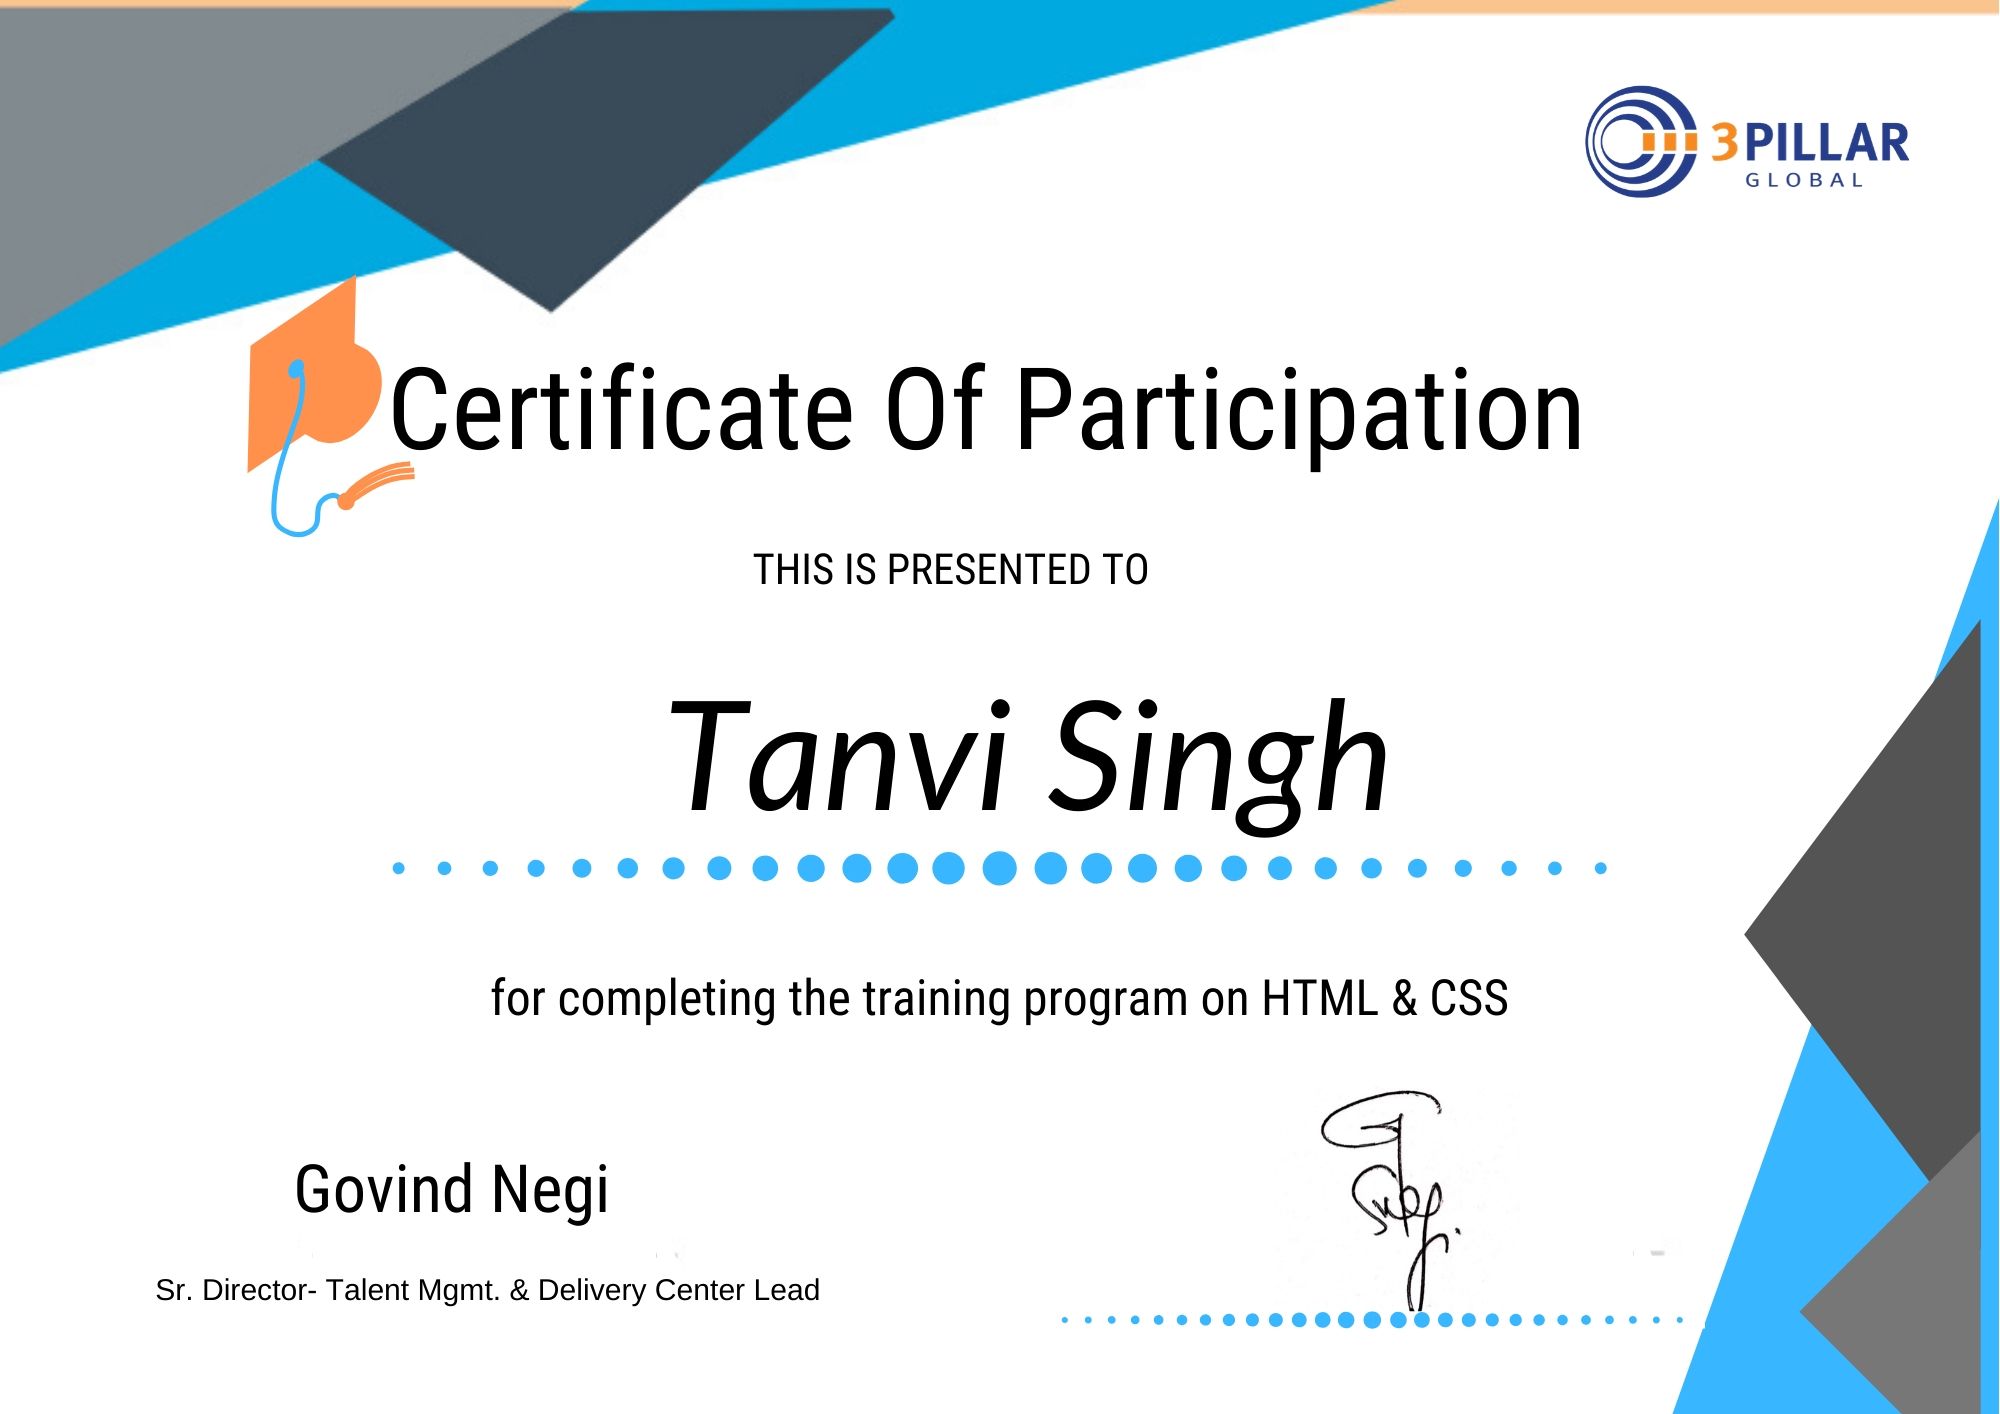 3PILLAR
GLOBAL
Certificate Of Participation
THIS IS PRESENTED TO
Tanvi Singh
for completing the training program on HTML & CSS
Govind Negi
Sr. Director- Talent Mgmt. & Delivery Center Lead